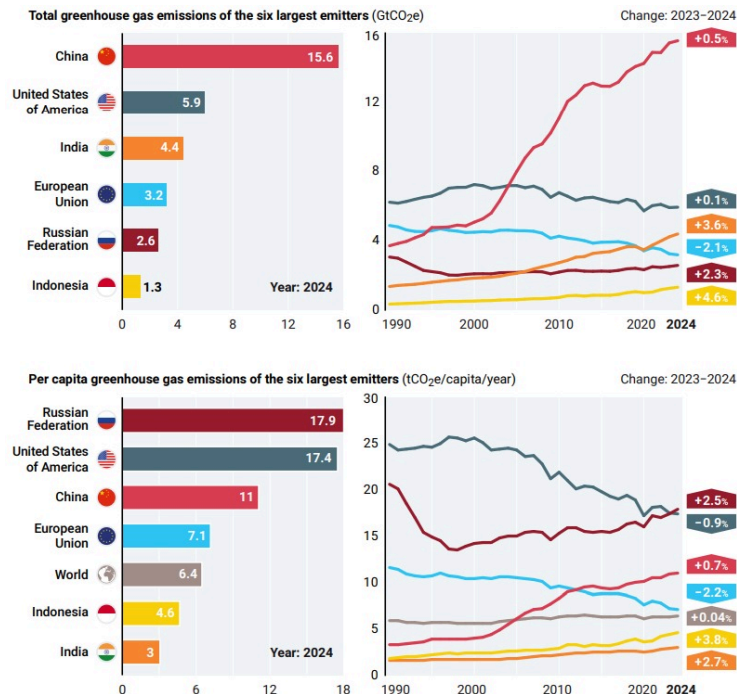 Total greenhouse gas emissions of the six largest emitters (GtCO₂e)
Change: 2023–2024
China
15.6
United States
of America
5.9
India
4.4
European
Union
3.2
Russian
Federation
2.6
Indonesia
1.3
Year: 2024
0 4 8 12 16
16
12
8
4
0
1990 2000 2010 2020 2024
+0.5%
+0.1%
+3.6%
−2.1%
+2.3%
+4.6%
Per capita greenhouse gas emissions of the six largest emitters (tCO₂e/capita/year)
Change: 2023–2024
Russian
Federation
17.9
United States
of America
17.4
China
11
European
Union
7.1
World
6.4
Indonesia
4.6
India
3
Year: 2024
0 6 12 18
30
25
20
15
10
5
0
1990 2000 2010 2020 2024
+2.5%
−0.9%
+0.7%
−2.2%
+0.04%
+3.8%
+2.7%